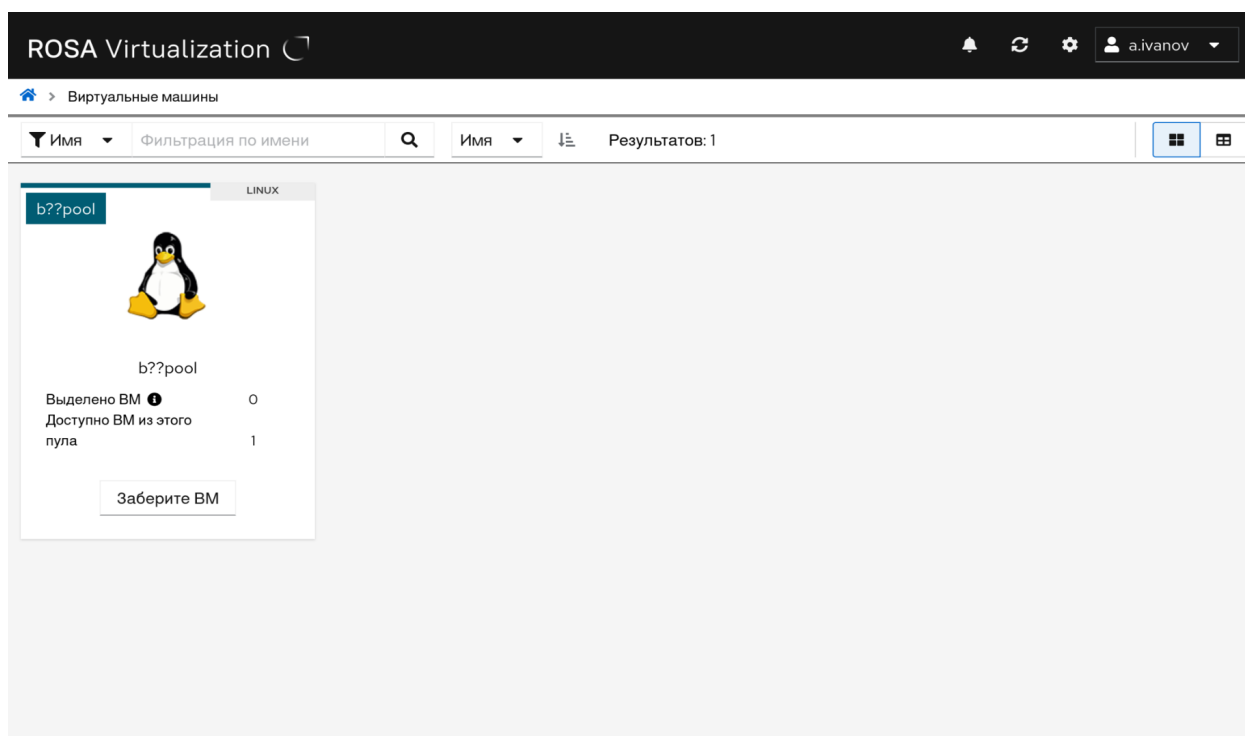 ROSA Virtualization
a.ivanov
Виртуальные машины
Имя
Фильтрация по имени
Имя
Результатов: 1
LINUX
b??pool
b??pool
Выделено ВМ 0
Доступно ВМ из этого
пула 1
Заберите ВМ